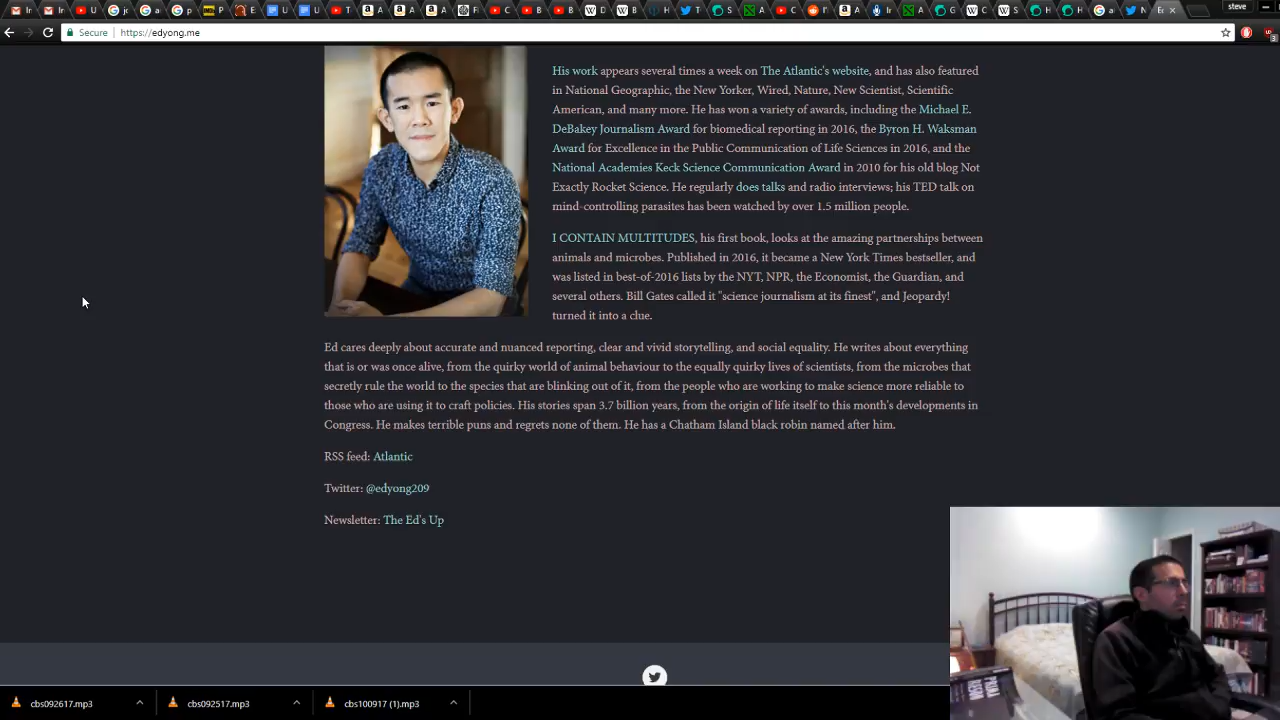 steve
Secure
https://edyong.me
His work appears several times a week on The Atlantic's website, and has also featured
in National Geographic, the New Yorker, Wired, Nature, New Scientist, Scientific
American, and many more. He has won a variety of awards, including the Michael E.
DeBakey Journalism Award for biomedical reporting in 2016, the Byron H. Waksman
Award for Excellence in the Public Communication of Life Sciences in 2016, and the
National Academies Keck Science Communication Award in 2010 for his old blog Not
Exactly Rocket Science. He regularly does talks and radio interviews; his TED talk on
mind-controlling parasites has been watched by over 1.5 million people.
I CONTAIN MULTITUDES, his first book, looks at the amazing partnerships between
animals and microbes. Published in 2016, it became a New York Times bestseller, and
was listed in best-of-2016 lists by the NYT, NPR, the Economist, the Guardian, and
several others. Bill Gates called it "science journalism at its finest", and Jeopardy!
turned it into a clue.
Ed cares deeply about accurate and nuanced reporting, clear and vivid storytelling, and social equality. He writes about everything
that is or was once alive, from the quirky world of animal behaviour to the equally quirky lives of scientists, from the microbes that
secretly rule the world to the species that are blinking out of it, from the people who are working to make science more reliable to
those who are using it to craft policies. His stories span 3.7 billion years, from the origin of life itself to this month's developments in
Congress. He makes terrible puns and regrets none of them. He has a Chatham Island black robin named after him.
RSS feed: Atlantic
Twitter: @edyong209
Newsletter: The Ed's Up
cbs092617.mp3
cbs092517.mp3
cbs100917 (1).mp3